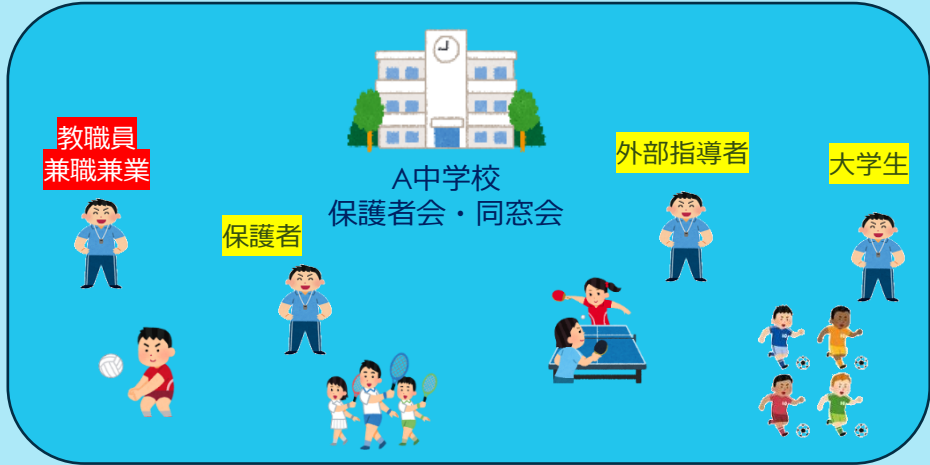 教職員
兼職兼業
保護者
A中学校
保護者会・同窓会
外部指導者
大学生